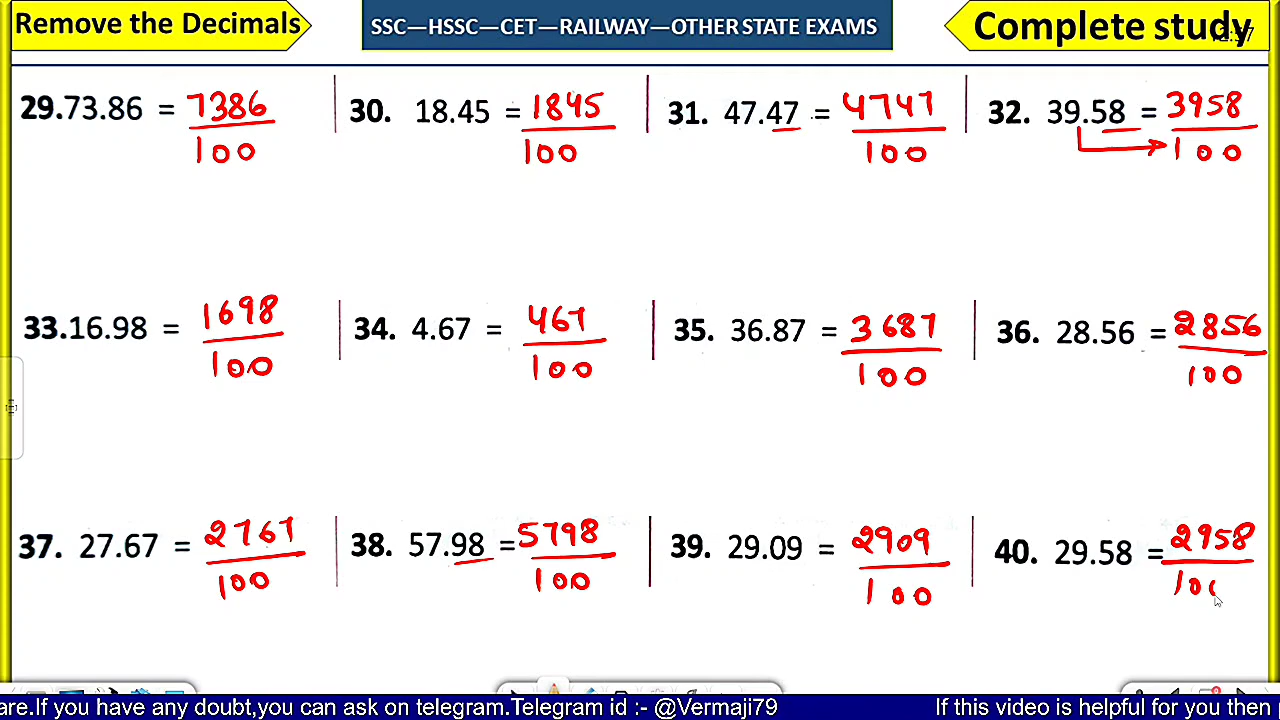 Remove the Decimals
SSC—HSSC—CET—RAILWAY—OTHER STATE EXAMS
Complete study
29.73.86 = 7386/100
30. 18.45 = 1845/100
31. 47.47 = 4747/100
32. 39.58 = 3958/100
33.16.98 = 1698/100
34. 4.67 = 467/100
35. 36.87 = 3687/100
36. 28.56 = 2856/100
37. 27.67 = 2767/100
38. 57.98 = 5798/100
39. 29.09 = 2909/100
40. 29.58 = 2958/10
are.If you have any doubt,you can ask on telegram.Telegram id :- @Vermaji79 If this video is helpful for you then